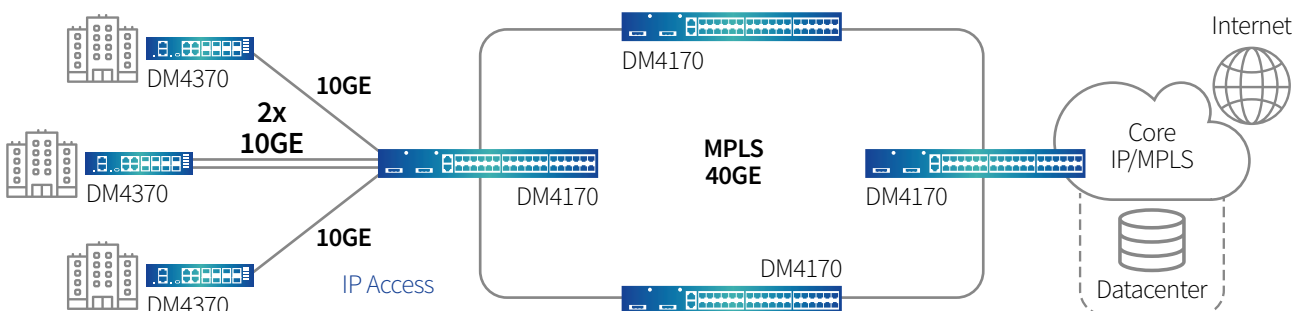 Internet
DM4370
DM4170
10GE
2x
10GE
MPLS
40GE
Core
IP/MPLS
DM4370
DM4170
DM4170
10GE
IP Access
DM4170
DM4370
Datacenter